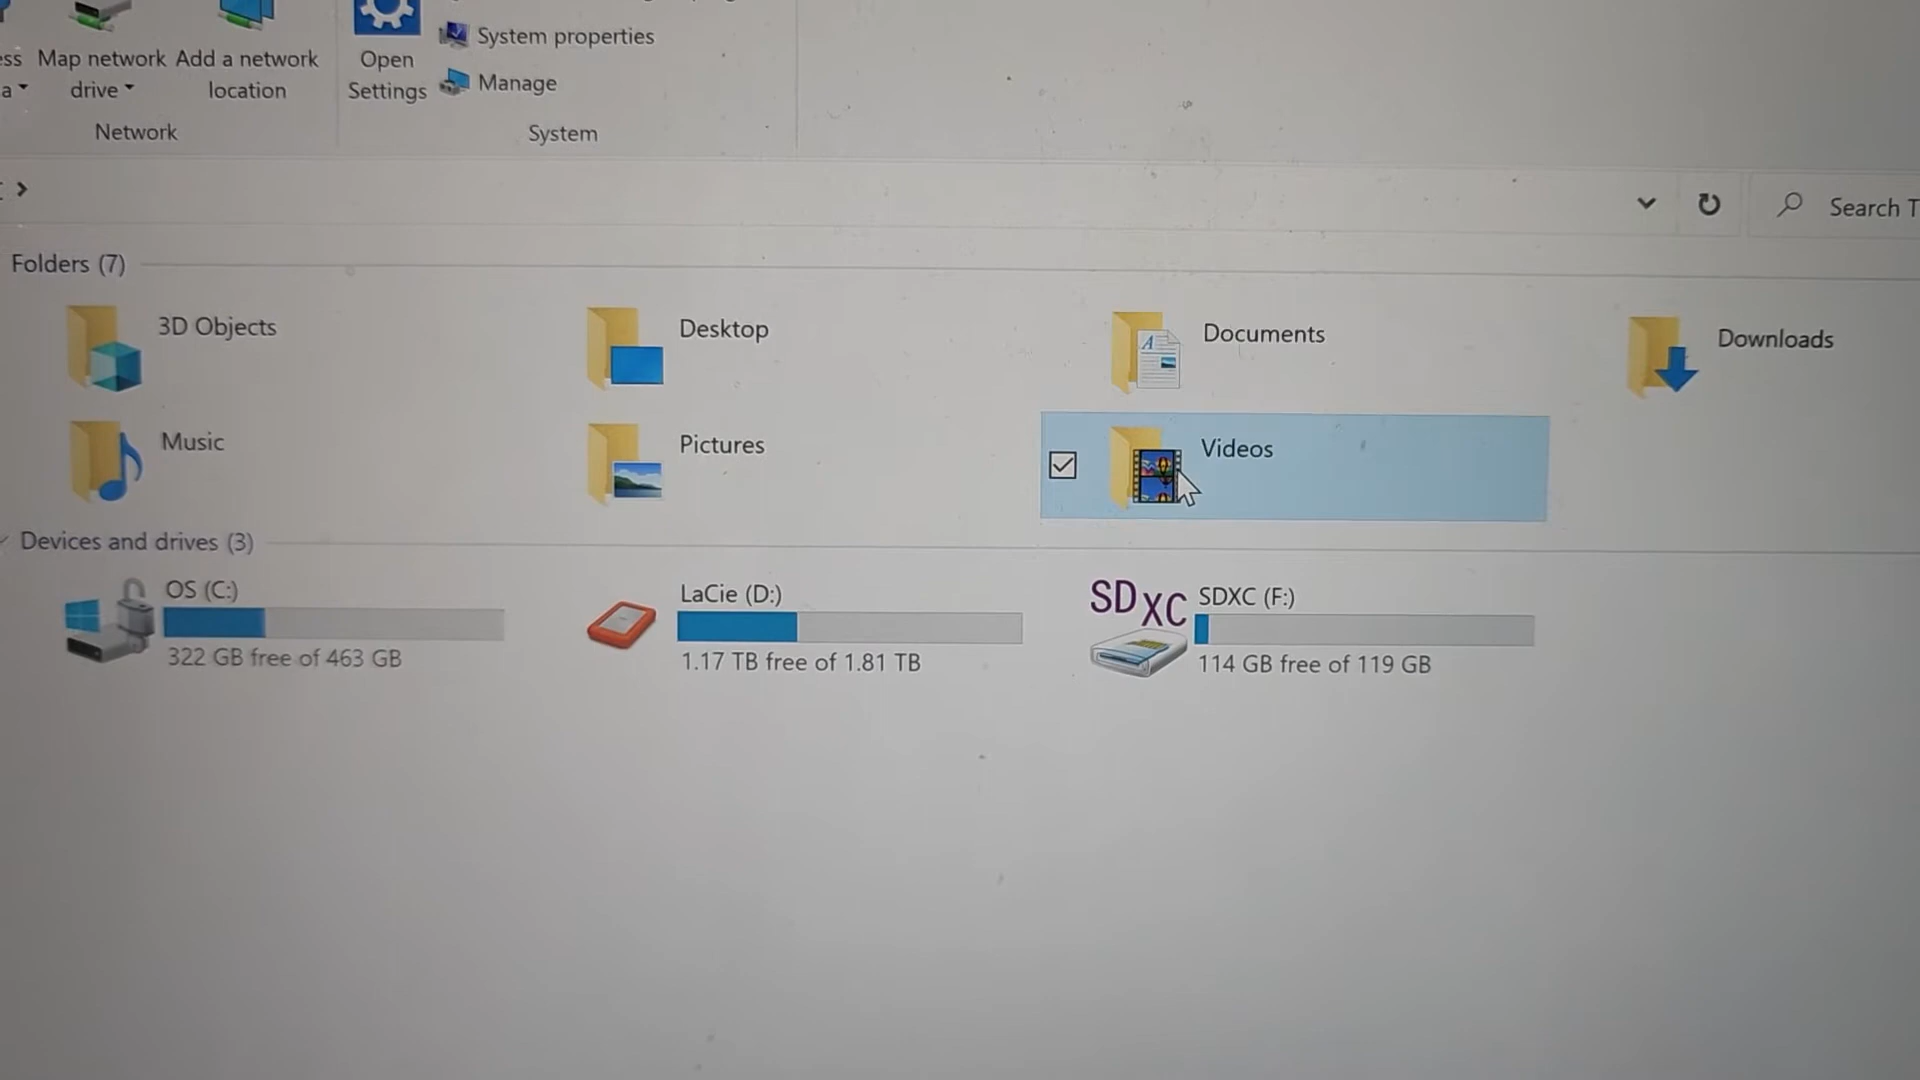 System properties
Map network drive
Add a network location
Open Settings
Manage
Network
System
Search T
Folders (7)
3D Objects
Desktop
Documents
Downloads
Music
Pictures
Videos
Devices and drives (3)
OS (C:)
322 GB free of 463 GB
LaCie (D:)
1.17 TB free of 1.81 TB
SDXC
SDXC (F:)
114 GB free of 119 GB